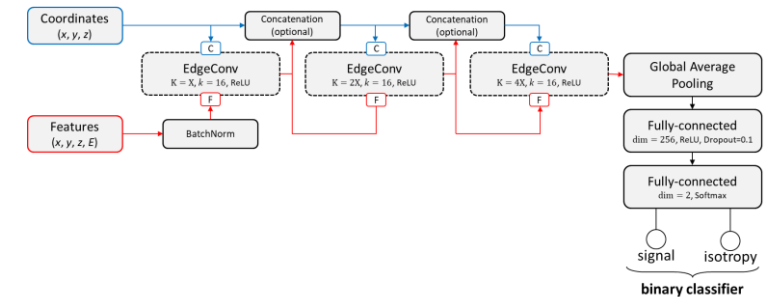 Coordinates
(x, y, z)
Concatenation
(optional)
Concatenation
(optional)
C
C
C
EdgeConv
K = X, k = 16, ReLU
EdgeConv
K = 2X, k = 16, ReLU
EdgeConv
K = 4X, k = 16, ReLU
F
F
F
Features
(x, y, z, E)
BatchNorm
Global Average
Pooling
Fully-connected
dim = 256, ReLU, Dropout=0.1
Fully-connected
dim = 2, Softmax
signal
isotropy
binary classifier